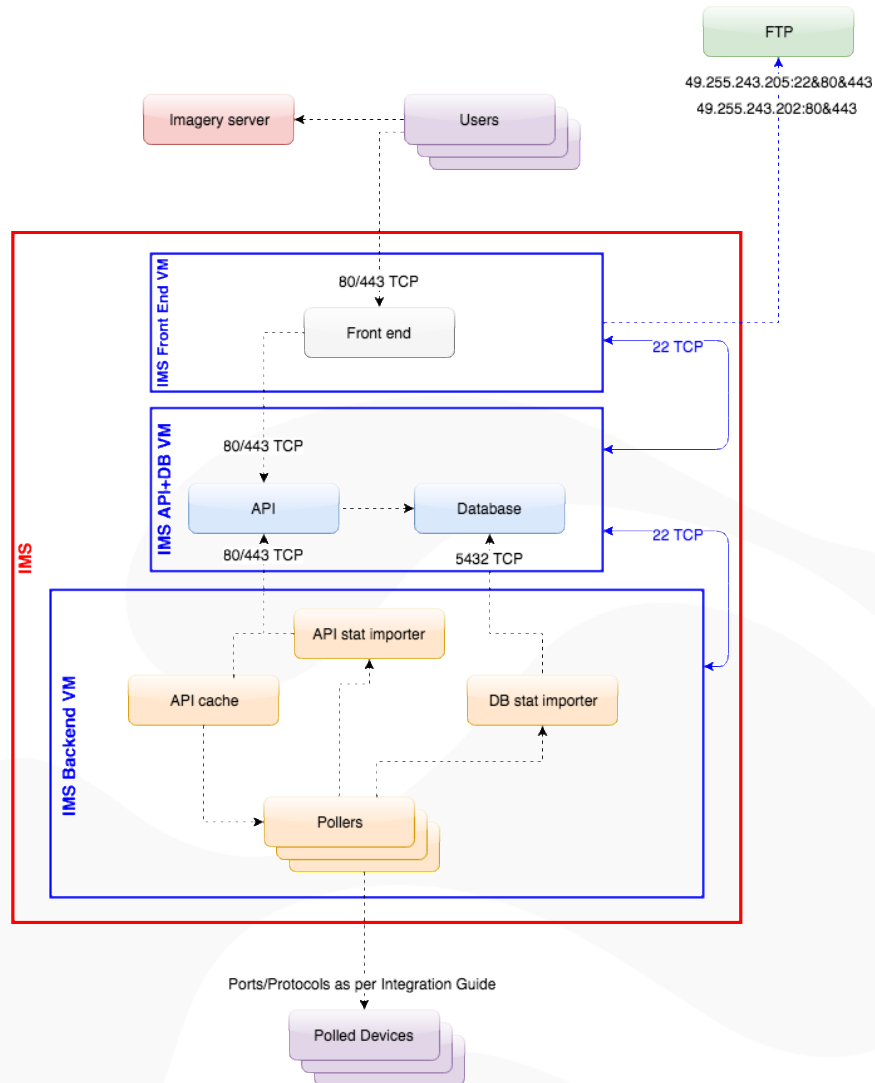 FTP
49.255.243.205:22&80&443
49.255.243.202:80&443
Imagery server
Users
IMS
IMS Front End VM
80/443 TCP
Front end
22 TCP
IMS API+DB VM
80/443 TCP
API
Database
80/443 TCP
5432 TCP
22 TCP
IMS Backend VM
API stat importer
API cache
DB stat importer
Pollers
Ports/Protocols as per Integration Guide
Polled Devices